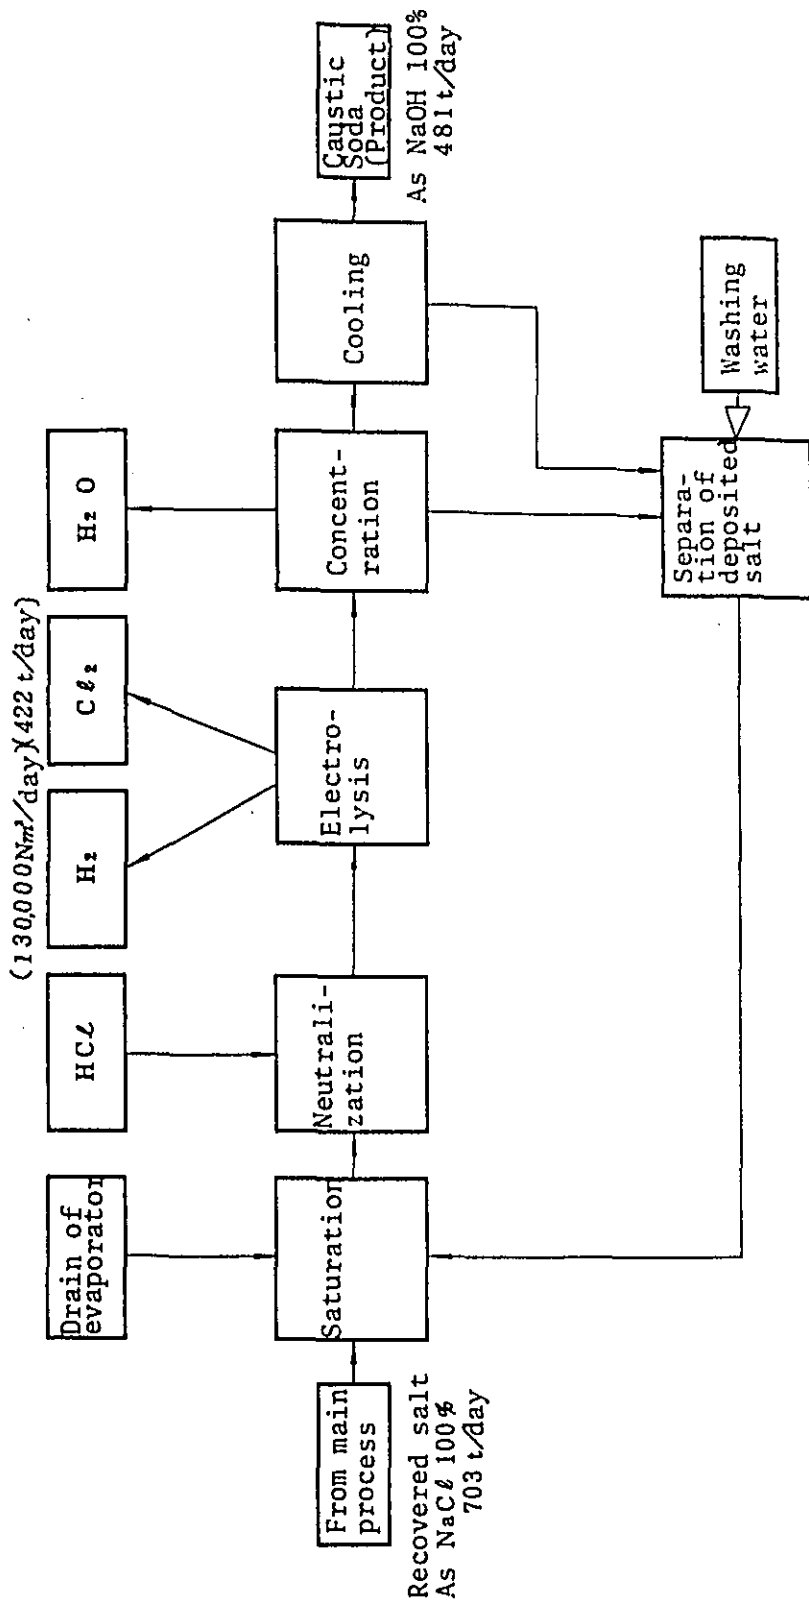 (130,000Nm³/day)(422 t/day)
Drain of
evaporator
HCℓ
H₂
Cℓ₂
H₂ O
From main
process
Recovered salt
As NaCℓ 100%
703 t/day
Saturation
Neutrali-
zation
Electro-
lysis
Concent-
ration
Cooling
Caustic
Soda
(Product)
As NaOH 100%
481 t/day
Separa-
tion of
deposited
salt
Washing
water